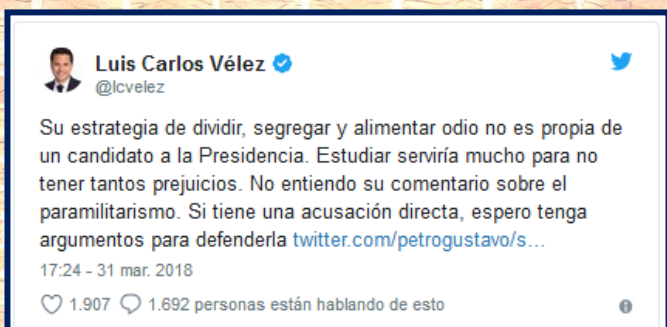 Luis Carlos Vélez
@lcvelez
Su estrategia de dividir, segregar y alimentar odio no es propia de
un candidato a la Presidencia. Estudiar serviría mucho para no
tener tantos prejuicios. No entiendo su comentario sobre el
paramilitarismo. Si tiene una acusación directa, espero tenga
argumentos para defenderla twitter.com/petrogustavo/s…
17:24 - 31 mar. 2018
1.907 1.692 personas están hablando de esto